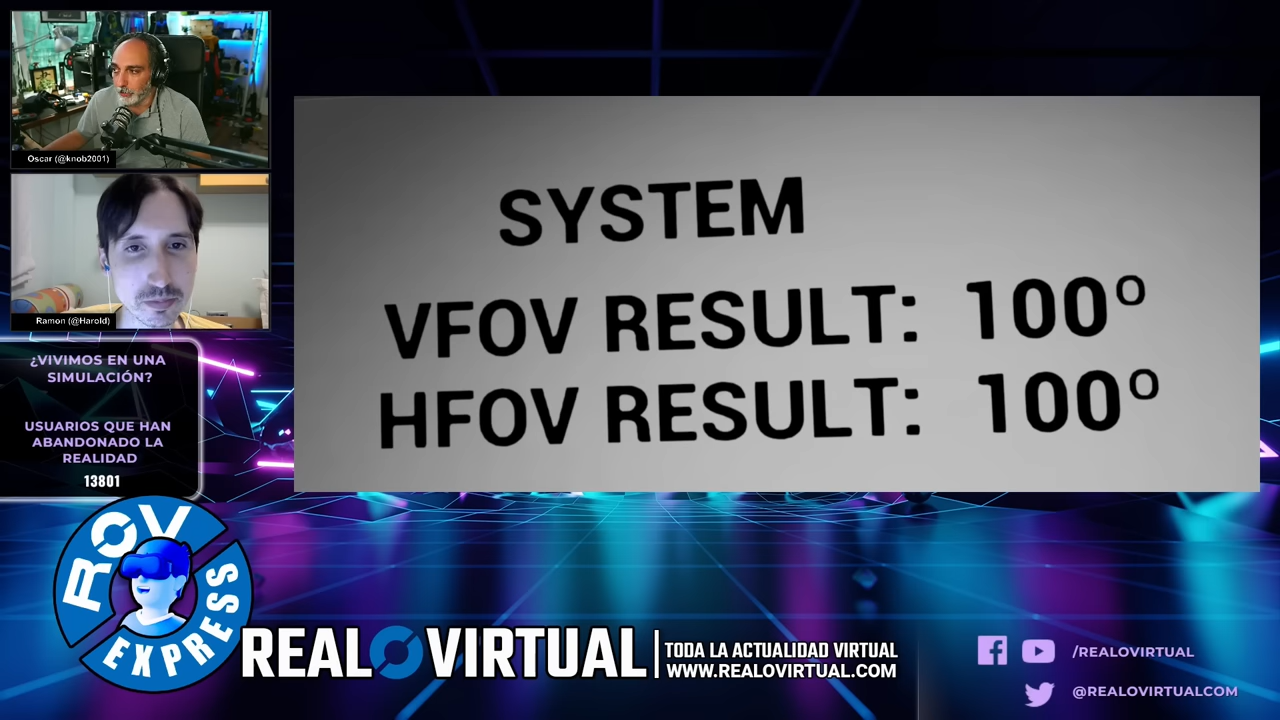 Oscar (@knob2001)
Ramon (@Harold)
SYSTEM
VFOV RESULT: 100º
HFOV RESULT: 100º
¿VIVIMOS EN UNA
SIMULACIÓN?
USUARIOS QUE HAN
ABANDONADO LA
REALIDAD
13801
ROV
EXPRESS
REAL O VIRTUAL
TODA LA ACTUALIDAD VIRTUAL
WWW.REALOVIRTUAL.COM
/REALOVIRTUAL
@REALOVIRTUALCOM